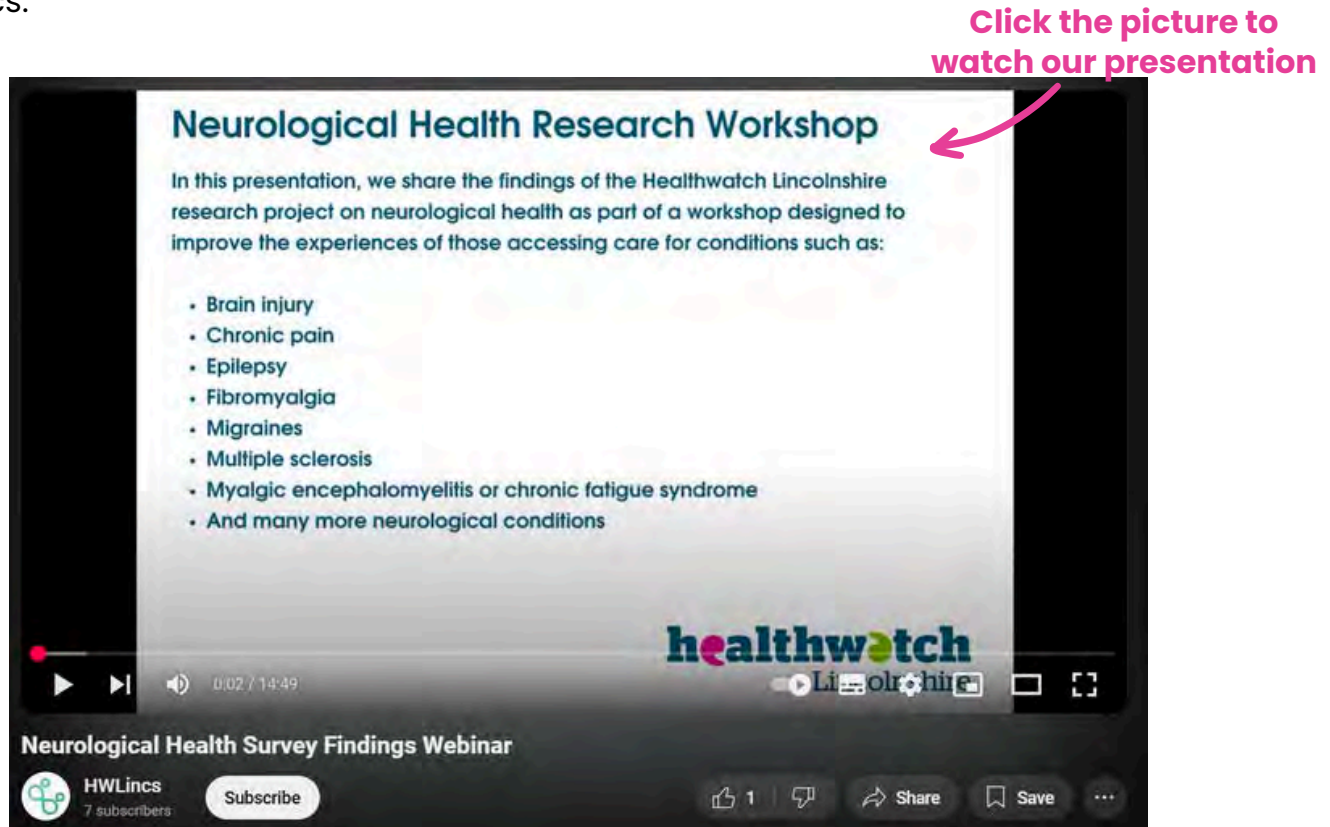 cs.
Click the picture to
watch our presentation
Neurological Health Research Workshop
In this presentation, we share the findings of the Healthwatch Lincolnshire
research project on neurological health as part of a workshop designed to
improve the experiences of those accessing care for conditions such as:
• Brain injury
• Chronic pain
• Epilepsy
• Fibromyalgia
• Migraines
• Multiple sclerosis
• Myalgic encephalomyelitis or chronic fatigue syndrome
• And many more neurological conditions
healthwatch
Lincolnshire
0:02 / 14:49
Neurological Health Survey Findings Webinar
HWLincs
7 subscribers
Subscribe
1
Share
Save